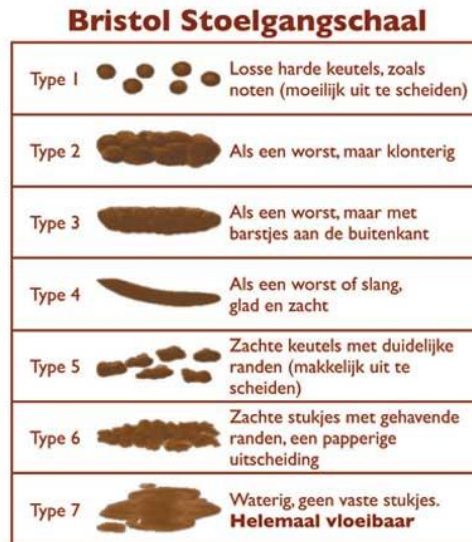 Bristol Stoelgangschaal
Type 1
Losse harde keutels, zoals
noten (moeilijk uit te scheiden)
Type 2
Als een worst, maar klonterig
Type 3
Als een worst, maar met
barstjes aan de buitenkant
Type 4
Als een worst of slang,
glad en zacht
Type 5
Zachte keutels met duidelijke
randen (makkelijk uit te
scheiden)
Type 6
Zachte stukjes met gehavende
randen, een papperige
uitscheiding
Type 7
Waterig, geen vaste stukjes.
Helemaal vloeibaar